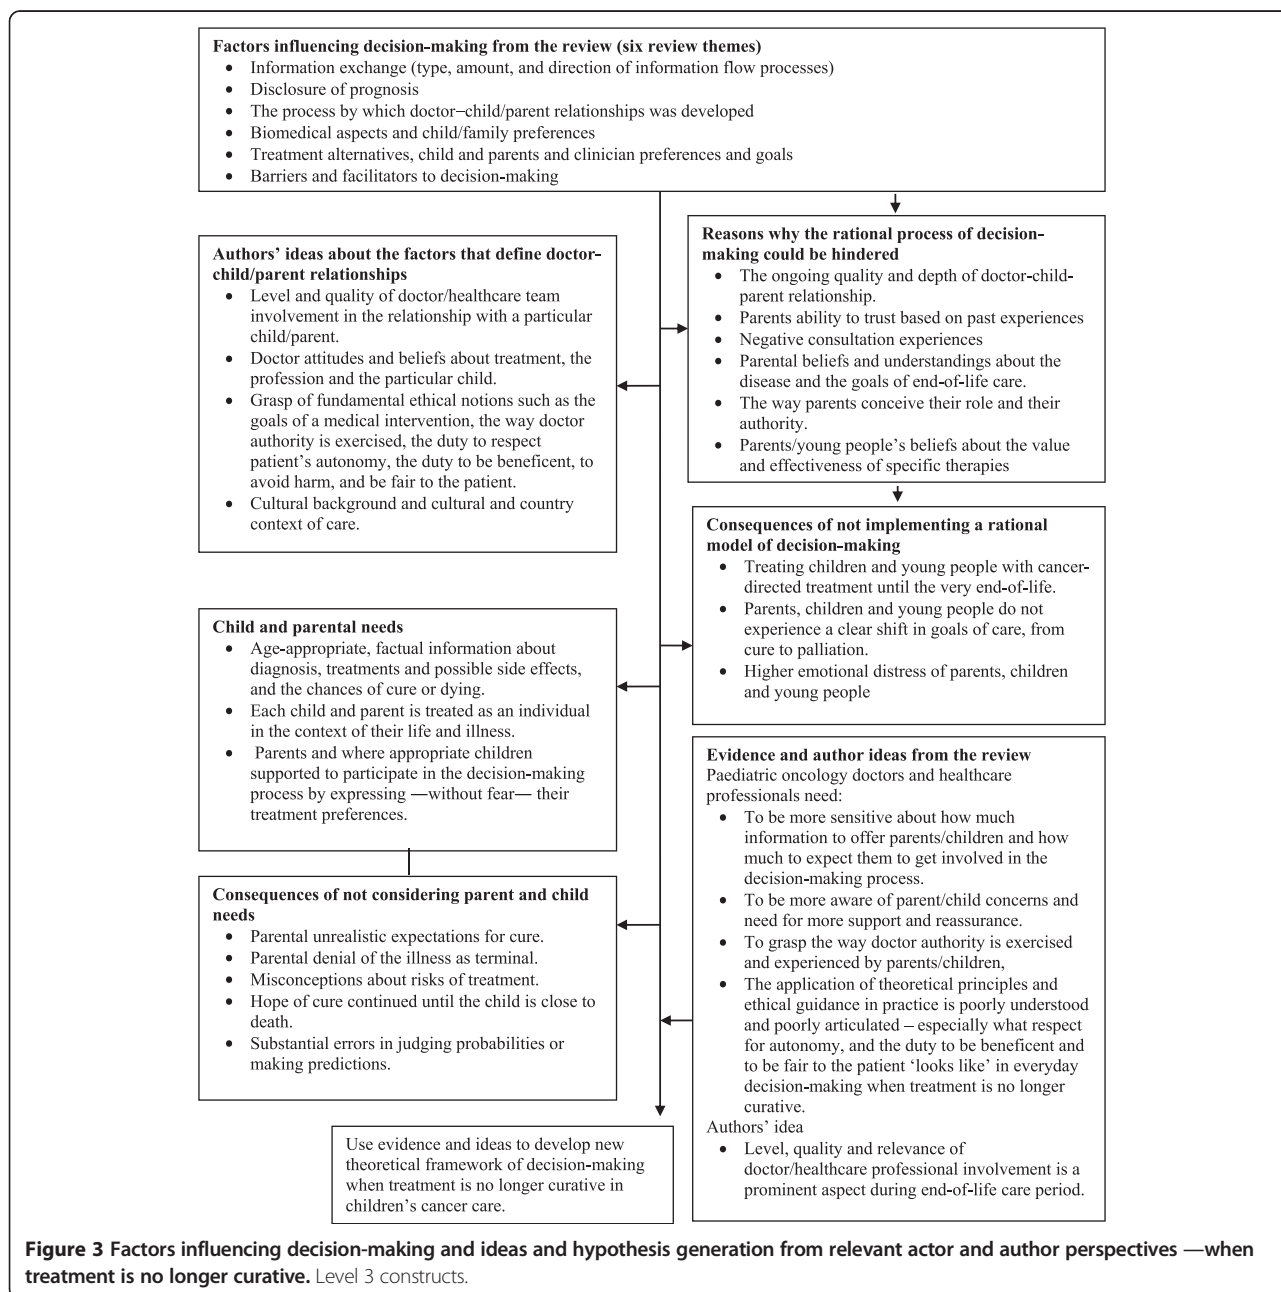 Factors influencing decision-making from the review (six review themes)
• Information exchange (type, amount, and direction of information flow processes)
• Disclosure of prognosis
• The process by which doctor–child/parent relationships was developed
• Biomedical aspects and child/family preferences
• Treatment alternatives, child and parents and clinician preferences and goals
• Barriers and facilitators to decision-making
Authors' ideas about the factors that define doctor-
child/parent relationships
• Level and quality of doctor/healthcare team
involvement in the relationship with a particular
child/parent.
• Doctor attitudes and beliefs about treatment, the
profession and the particular child.
• Grasp of fundamental ethical notions such as the
goals of a medical intervention, the way doctor
authority is exercised, the duty to respect
patient's autonomy, the duty to be beneficent, to
avoid harm, and be fair to the patient.
• Cultural background and cultural and country
context of care.
Reasons why the rational process of decision-
making could be hindered
• The ongoing quality and depth of doctor-child-
parent relationship.
• Parents ability to trust based on past experiences
• Negative consultation experiences
• Parental beliefs and understandings about the
disease and the goals of end-of-life care.
• The way parents conceive their role and their
authority.
• Parents/young people's beliefs about the value
and effectiveness of specific therapies
Consequences of not implementing a rational
model of decision-making
• Treating children and young people with cancer-
directed treatment until the very end-of-life.
• Parents, children and young people do not
experience a clear shift in goals of care, from
cure to palliation.
• Higher emotional distress of parents, children
and young people
Child and parental needs
• Age-appropriate, factual information about
diagnosis, treatments and possible side effects,
and the chances of cure or dying.
• Each child and parent is treated as an individual
in the context of their life and illness.
• Parents and where appropriate children
supported to participate in the decision-making
process by expressing —without fear— their
treatment preferences.
Consequences of not considering parent and child
needs
• Parental unrealistic expectations for cure.
• Parental denial of the illness as terminal.
• Misconceptions about risks of treatment.
• Hope of cure continued until the child is close to
death.
• Substantial errors in judging probabilities or
making predictions.
Evidence and author ideas from the review
Paediatric oncology doctors and healthcare
professionals need:
• To be more sensitive about how much
information to offer parents/children and how
much to expect them to get involved in the
decision-making process.
• To be more aware of parent/child concerns and
need for more support and reassurance.
• To grasp the way doctor authority is exercised
and experienced by parents/children,
• The application of theoretical principles and
ethical guidance in practice is poorly understood
and poorly articulated – especially what respect
for autonomy, and the duty to be beneficent and
to be fair to the patient 'looks like' in everyday
decision-making when treatment is no longer
curative.
Authors' idea
• Level, quality and relevance of
doctor/healthcare professional involvement is a
prominent aspect during end-of-life care period.
Use evidence and ideas to develop new
theoretical framework of decision-making
when treatment is no longer curative in
children's cancer care.
Figure 3 Factors influencing decision-making and ideas and hypothesis generation from relevant actor and author perspectives —when
treatment is no longer curative. Level 3 constructs.